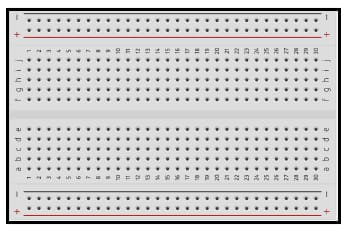 − −
+ +
1 2 3 4 5 6 7 8 9 10 11 12 13 14 15 16 17 18 19 20 21 22 23 24 25 26 27 28 29 30
j j
i i
h h
g g
f f
e e
d d
c c
b b
a a
1 2 3 4 5 6 7 8 9 10 11 12 13 14 15 16 17 18 19 20 21 22 23 24 25 26 27 28 29 30
− −
+ +